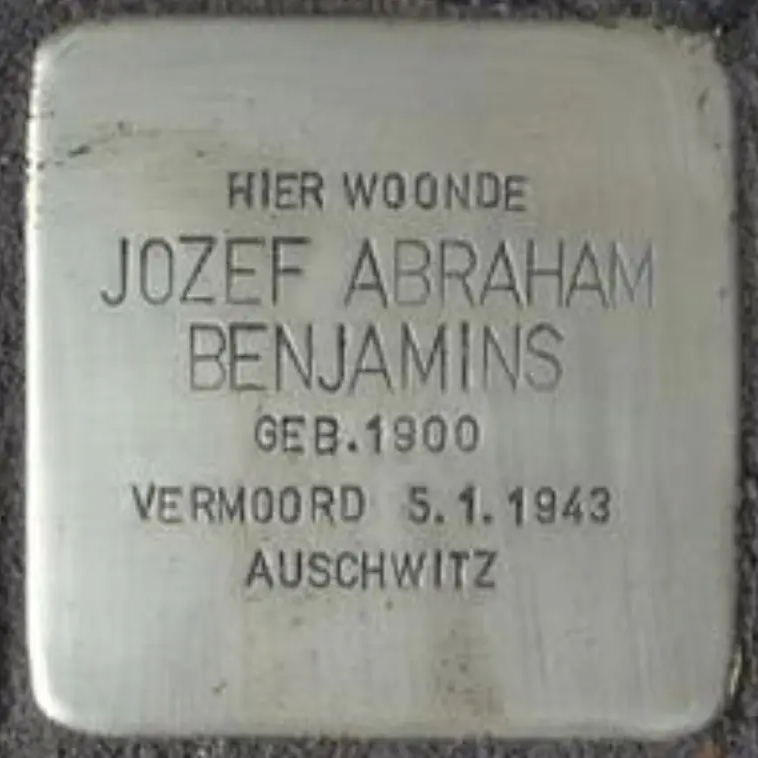 HIER WOONDE
JOZEF ABRAHAM
BENJAMINS
GEB.1900
VERMOORD 5.1.1943
AUSCHWITZ